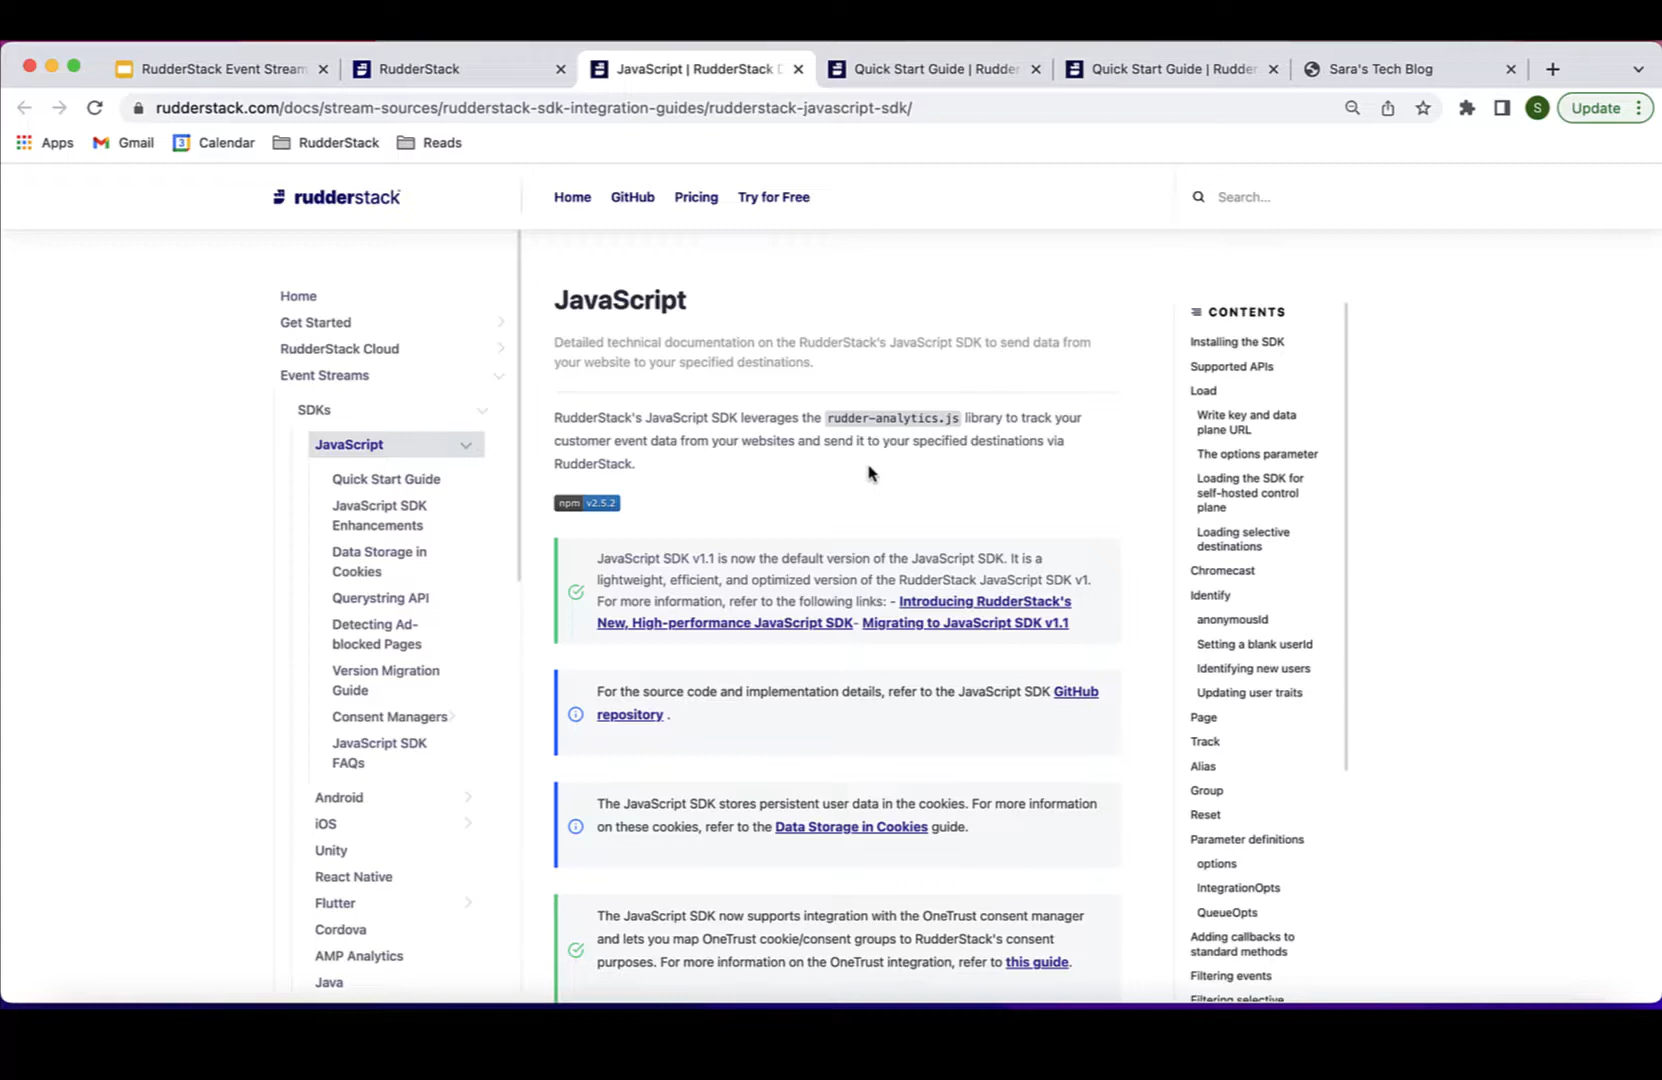 RudderStack Event Stream
RudderStack
JavaScript | RudderStack D
Quick Start Guide | Rudder
Quick Start Guide | Rudder
Sara's Tech Blog
rudderstack.com/docs/stream-sources/rudderstack-sdk-integration-guides/rudderstack-javascript-sdk/
S
Update
Apps
Gmail
3
Calendar
RudderStack
Reads
rudderstack
Home
GitHub
Pricing
Try for Free
Search...
Home
Get Started
RudderStack Cloud
Event Streams
SDKs
JavaScript
Quick Start Guide
JavaScript SDK
Enhancements
Data Storage in
Cookies
Querystring API
Detecting Ad-
blocked Pages
Version Migration
Guide
Consent Managers
JavaScript SDK
FAQs
Android
iOS
Unity
React Native
Flutter
Cordova
AMP Analytics
Java
JavaScript
Detailed technical documentation on the RudderStack's JavaScript SDK to send data from
your website to your specified destinations.
RudderStack's JavaScript SDK leverages the rudder-analytics.js library to track your
customer event data from your websites and send it to your specified destinations via
RudderStack.
npm v2.5.2
JavaScript SDK v1.1 is now the default version of the JavaScript SDK. It is a
lightweight, efficient, and optimized version of the RudderStack JavaScript SDK v1.
For more information, refer to the following links: - Introducing RudderStack's
New, High-performance JavaScript SDK- Migrating to JavaScript SDK v1.1
For the source code and implementation details, refer to the JavaScript SDK GitHub
repository .
The JavaScript SDK stores persistent user data in the cookies. For more information
on these cookies, refer to the Data Storage in Cookies guide.
The JavaScript SDK now supports integration with the OneTrust consent manager
and lets you map OneTrust cookie/consent groups to RudderStack's consent
purposes. For more information on the OneTrust integration, refer to this guide.
CONTENTS
Installing the SDK
Supported APIs
Load
Write key and data
plane URL
The options parameter
Loading the SDK for
self-hosted control
plane
Loading selective
destinations
Chromecast
Identify
anonymousId
Setting a blank userId
Identifying new users
Updating user traits
Page
Track
Alias
Group
Reset
Parameter definitions
options
IntegrationOpts
QueueOpts
Adding callbacks to
standard methods
Filtering events
Filtering selective